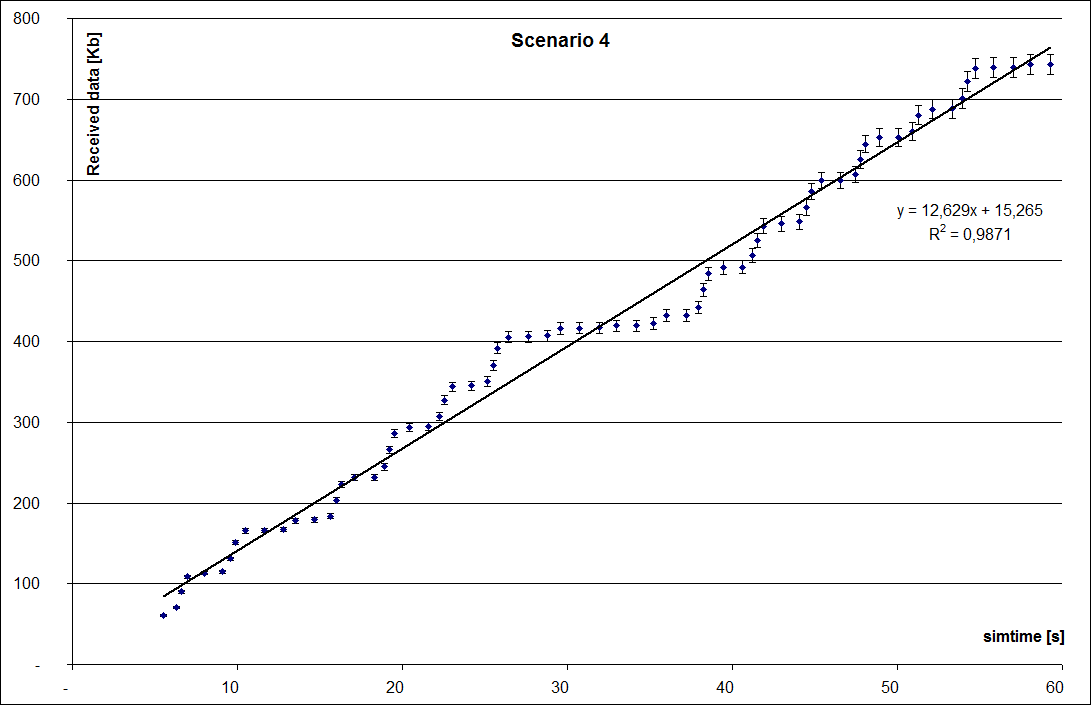 Scenario 4
Received data [Kb]
800
700
600
500
400
300
200
100
-
y = 12,629x + 15,265
R² = 0,9871
simtime [s]
- 10 20 30 40 50 60